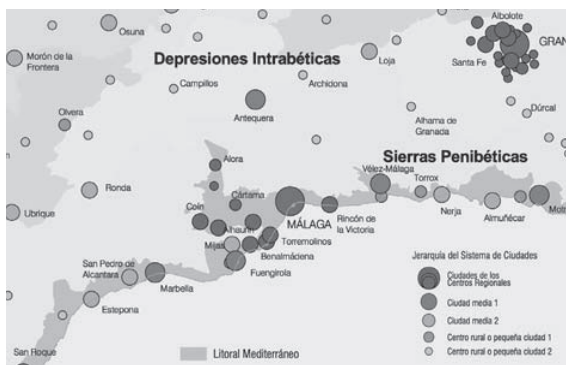 Osuna
Albolote
Morón de la
Frontera
Depresiones Intrabéticas
Loja
Santa Fe
GRAN
Campillos
Archidona
Antequera
Olvera
Alhama de
Granada
Dúrcal
Alora
Sierras Penibéticas
Vélez-Málaga
Torrox
Ronda
Cártama
Coín
Ubrique
MÁLAGA
Rincón de
la Victoria
Nerja
Almuñécar
Motr
Alhaurín
Mijas
Torremolinos
Benalmádena
Fuengirola
San Pedro de
Alcantara
Marbella
Estepona
San Roque
Litoral Mediterráneo
Jerarquía del Sistema de Ciudades
Ciudades de los
Centros Regionales
Ciudad media 1
Ciudad media 2
Centro rural o pequeña ciudad 1
Centro rural o pequeña ciudad 2